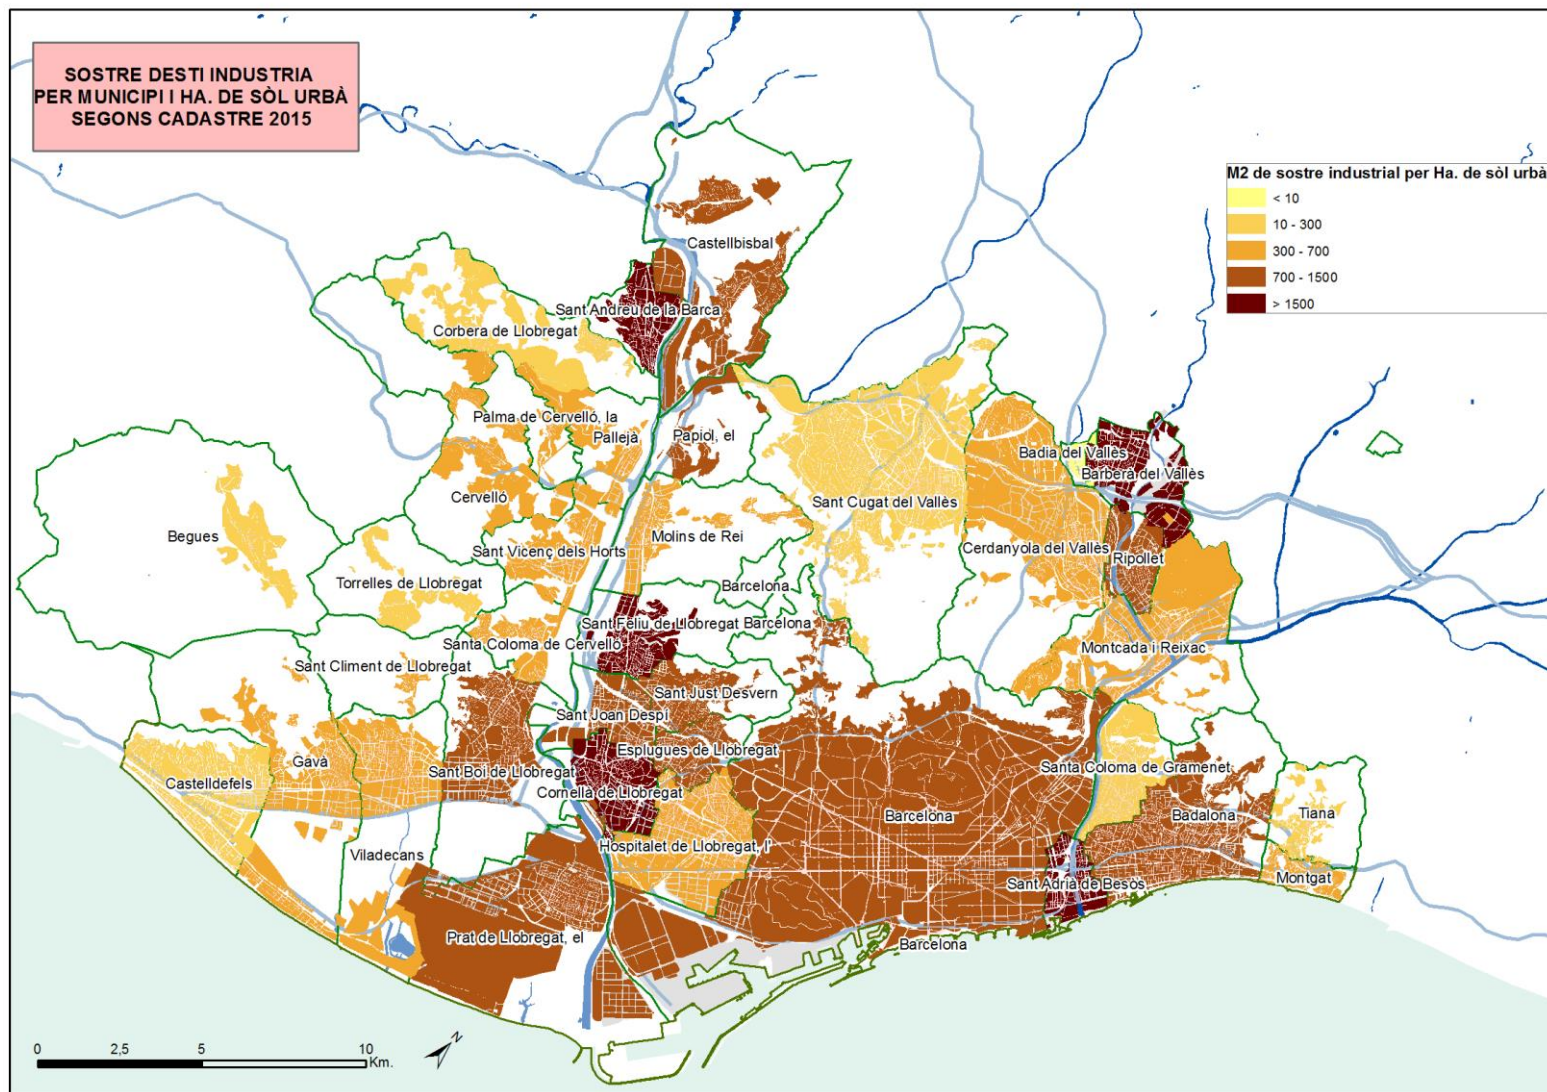 SOSTRE DESTI INDUSTRIA
PER MUNICIPI I HA. DE SÒL URBÀ
SEGONS CADASTRE 2015
M2 de sostre industrial per Ha. de sòl urbà
< 10
10 - 300
300 - 700
700 - 1500
> 1500
Castellbisbal
Sant Andreu de la Barca
Corbera de Llobregat
Palma de Cervelló, la
Pallejà
Papiol, el
Badia del Vallès
Barberà del Vallès
Cervelló
Sant Cugat del Vallès
Begues
Molins de Rei
Sant Vicenç dels Horts
Cerdanyola del Vallès
Ripollet
Torrelles de Llobregat
Barcelona
Sant Feliu de Llobregat
Barcelona
Santa Coloma de Cervelló
Montcada i Reixac
Sant Climent de Llobregat
Sant Just Desvern
Sant Joan Despí
Esplugues de Llobregat
Gavà
Santa Coloma de Gramenet
Sant Boi de Llobregat
Castelldefels
Cornellà de Llobregat
Barcelona
Badalona
Tiana
Hospitalet de Llobregat, l'
Viladecans
Montgat
Sant Adrià de Besòs
Prat de Llobregat, el
Barcelona
N
0 2,5 5 10
Km.